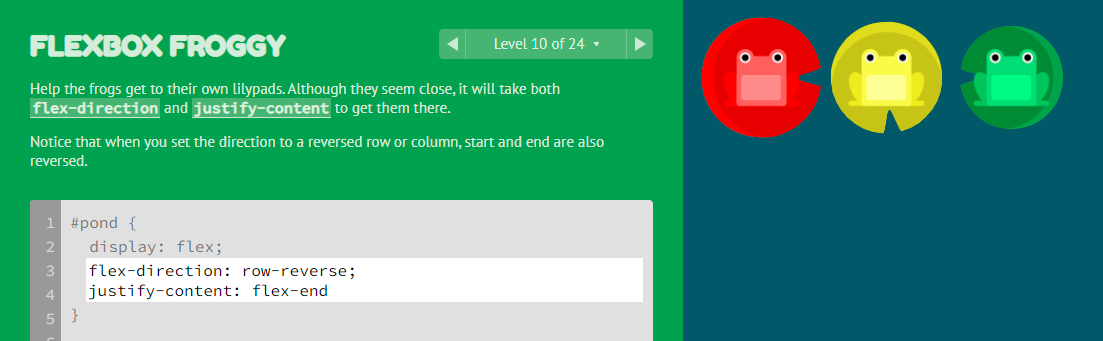 FLEXBOX FROGGY
Level 10 of 24
Help the frogs get to their own lilypads. Although they seem close, it will take both
flex-direction and justify-content to get them there.
Notice that when you set the direction to a reversed row or column, start and end are also
reversed.
1 #pond {
2 display: flex;
3 flex-direction: row-reverse;
4 justify-content: flex-end
5 }
6